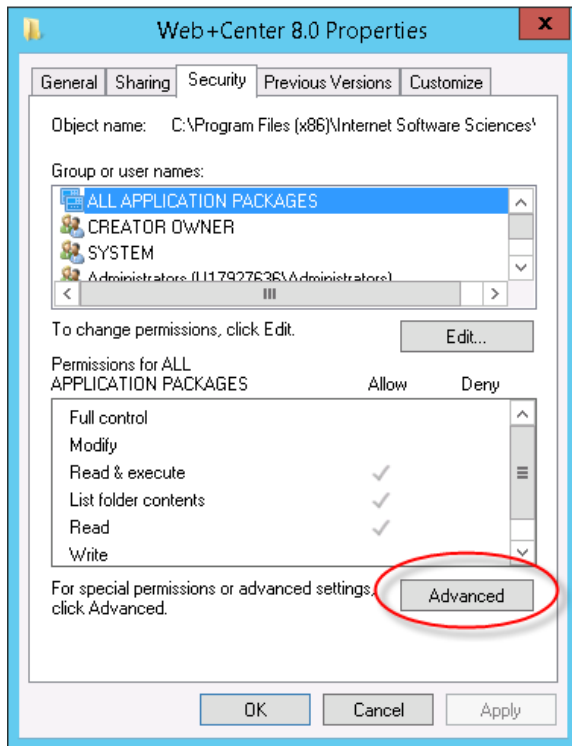 Web+Center 8.0 Properties
x
General Sharing Security Previous Versions Customize
Object name: C:\Program Files (x86)\Internet Software Sciences\
Group or user names:
ALL APPLICATION PACKAGES
CREATOR OWNER
SYSTEM
Administrators (U17927636\Administrators)
To change permissions, click Edit.
Edit...
Permissions for ALL
APPLICATION PACKAGES Allow Deny
Full control
Modify
Read & execute
List folder contents
Read
Write
For special permissions or advanced settings,
click Advanced.
Advanced
OK Cancel Apply